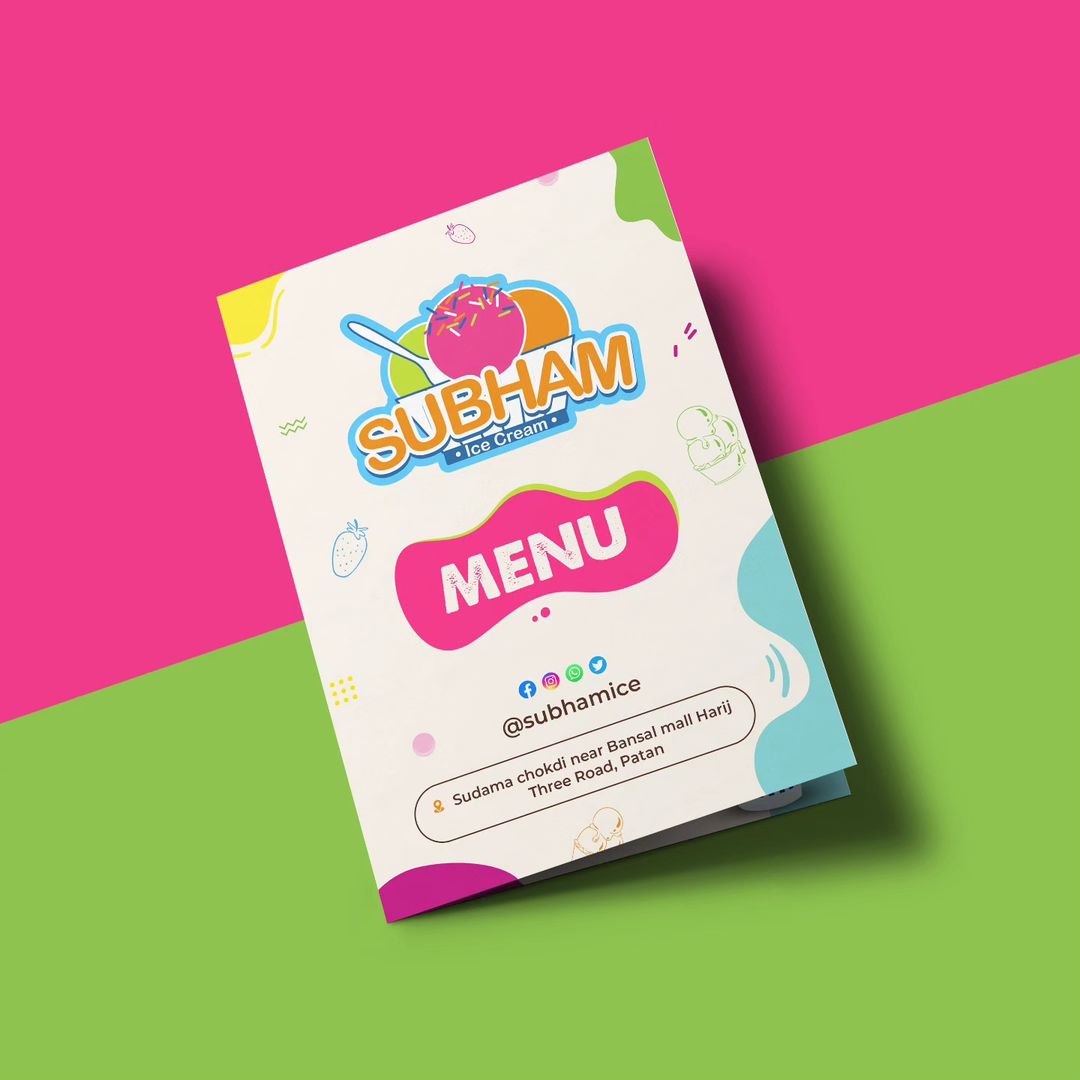 SUBHAM
• Ice Cream •
MENU
@subhamice
Sudama chokdi near Bansal mall Harij
Three Road, Patan